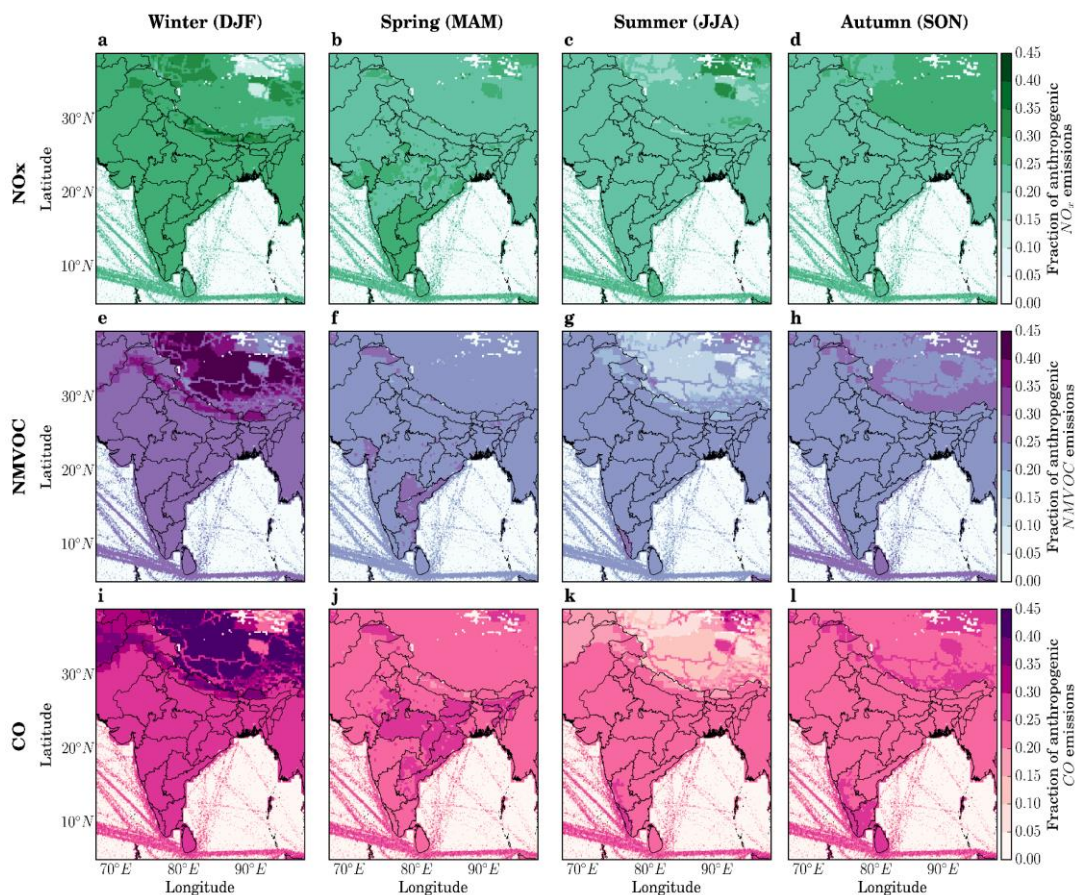 Winter (DJF) Spring (MAM) Summer (JJA) Autumn (SON)
a b c d
NOx
Latitude
30°N
20°N
10°N
0.45
0.40
0.35
0.30
0.25
0.20
0.15
0.10
0.05
0.00
Fraction of anthropogenic
NOₓ emissions
e f g h
NMVOC
Latitude
30°N
20°N
10°N
0.45
0.40
0.35
0.30
0.25
0.20
0.15
0.10
0.05
0.00
Fraction of anthropogenic
NMVOC emissions
i j k l
CO
Latitude
30°N
20°N
10°N
0.45
0.40
0.35
0.30
0.25
0.20
0.15
0.10
0.05
0.00
Fraction of anthropogenic
CO emissions
70°E 80°E 90°E 70°E 80°E 90°E 70°E 80°E 90°E 70°E 80°E 90°E
Longitude Longitude Longitude Longitude